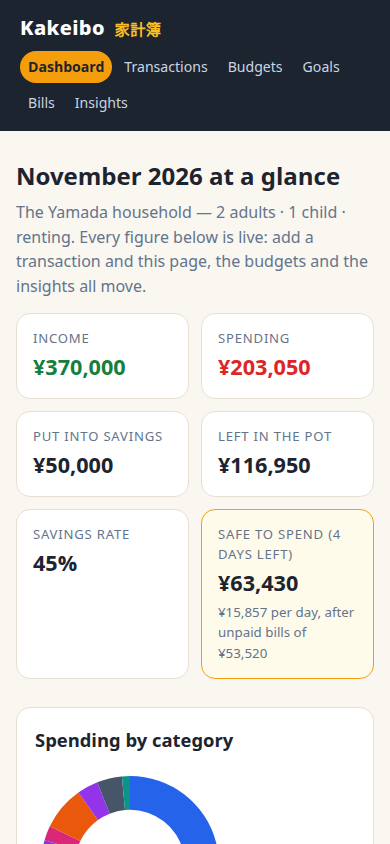 Kakeibo 家計簿
Dashboard Transactions Budgets Goals
Bills Insights
November 2026 at a glance
The Yamada household — 2 adults · 1 child ·
renting. Every figure below is live: add a
transaction and this page, the budgets and the
insights all move.
INCOME
¥370,000
SPENDING
¥203,050
PUT INTO SAVINGS
¥50,000
LEFT IN THE POT
¥116,950
SAVINGS RATE
45%
SAFE TO SPEND (4
DAYS LEFT)
¥63,430
¥15,857 per day, after
unpaid bills of
¥53,520
Spending by category